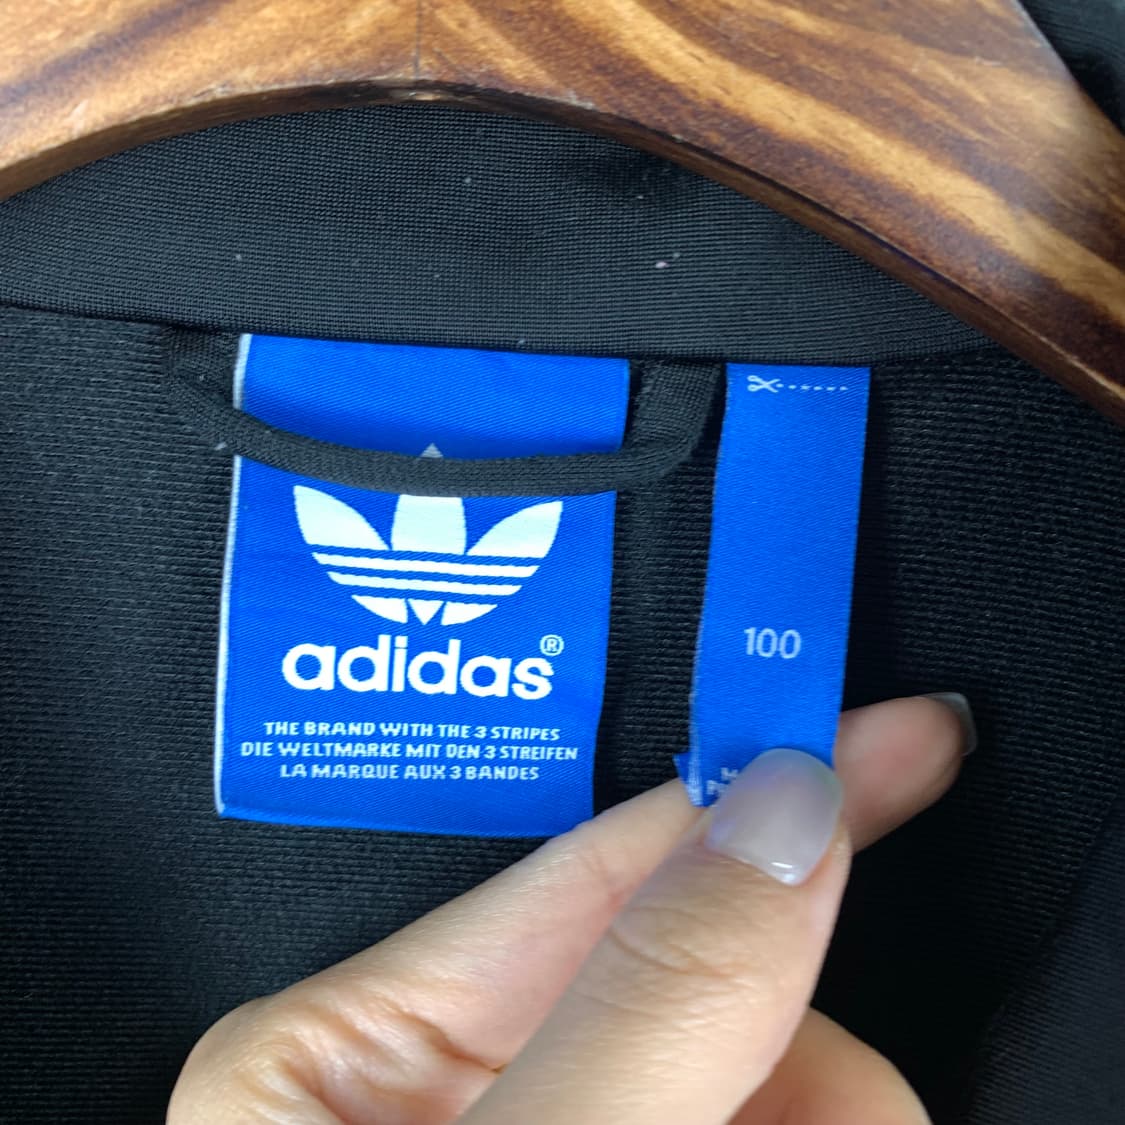 adidas®
THE BRAND WITH THE 3 STRIPES
DIE WELTMARKE MIT DEN 3 STREIFEN
LA MARQUE AUX 3 BANDES
100